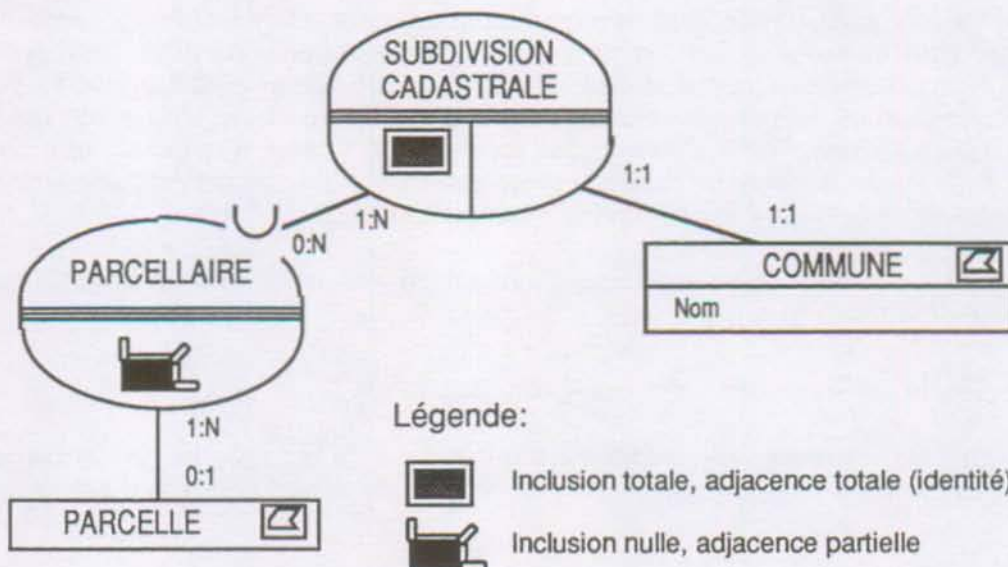 SUBDIVISION
CADASTRALE
1:1
1:N
1:1
0:N
PARCELLAIRE
COMMUNE
Nom
1:N
Légende:
0:1
Inclusion totale, adjacence totale (identité)
PARCELLE
Inclusion nulle, adjacence partielle